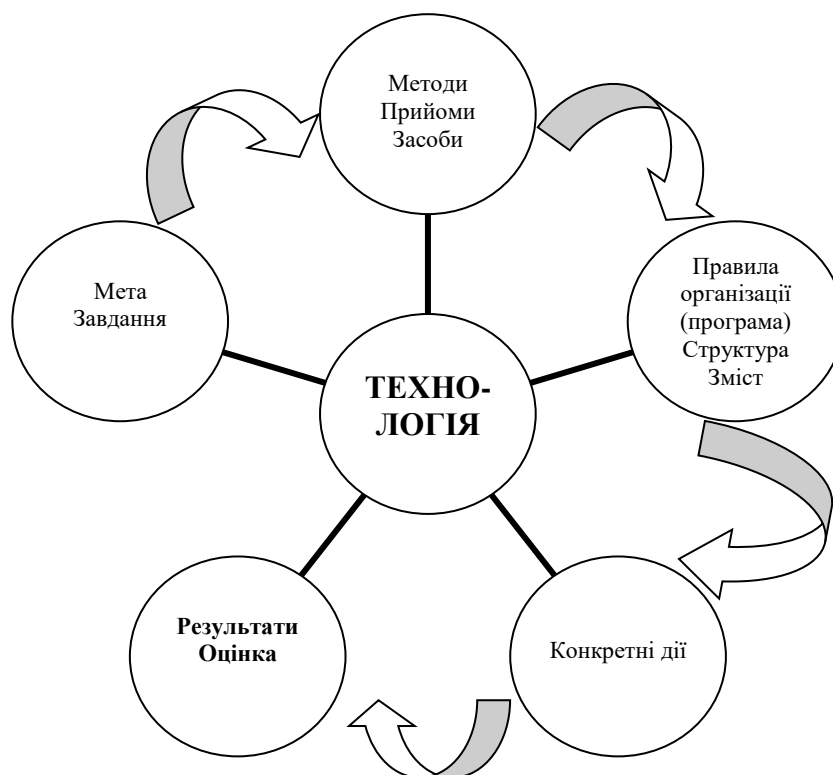 Методи
Прийоми
Засоби
Мета
Завдання
Правила
організації
(програма)
Структура
Зміст
ТЕХНО-
ЛОГІЯ
Результати
Оцінка
Конкретні дії